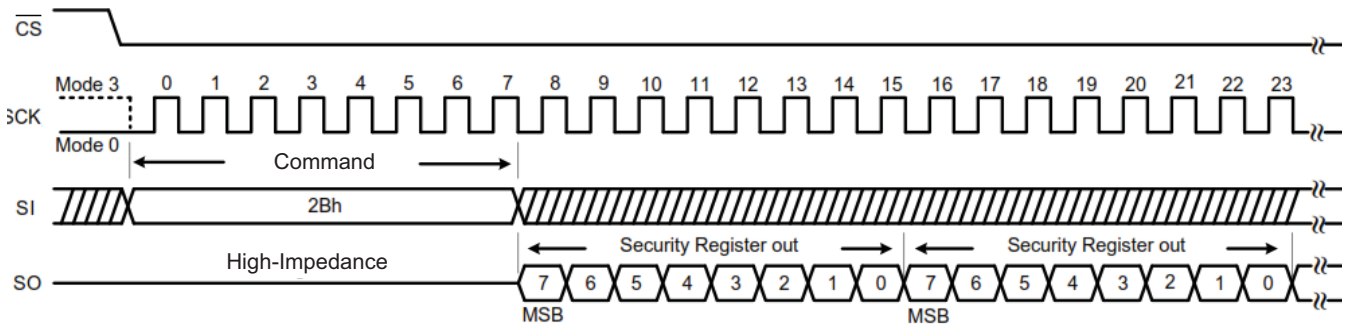 CS
Mode 3 0 1 2 3 4 5 6 7 8 9 10 11 12 13 14 15 16 17 18 19 20 21 22 23
SCK
Mode 0
Command
SI 2Bh
Security Register out Security Register out
High-Impedance
SO 7 6 5 4 3 2 1 0 7 6 5 4 3 2 1 0
MSB MSB